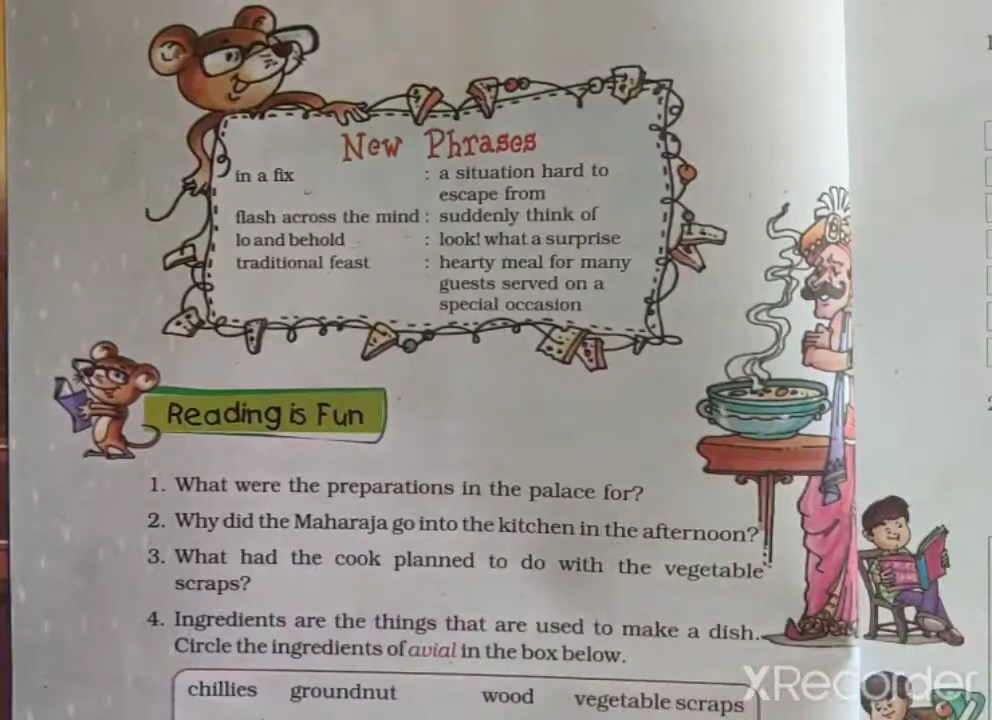 New Phrases
in a fix : a situation hard to
escape from
flash across the mind : suddenly think of
lo and behold : look! what a surprise
traditional feast : hearty meal for many
guests served on a
special occasion
Reading is Fun
1. What were the preparations in the palace for?
2. Why did the Maharaja go into the kitchen in the afternoon?
3. What had the cook planned to do with the vegetable
scraps?
4. Ingredients are the things that are used to make a dish.
Circle the ingredients of avial in the box below.
chillies groundnut wood vegetable scraps
XRecorder